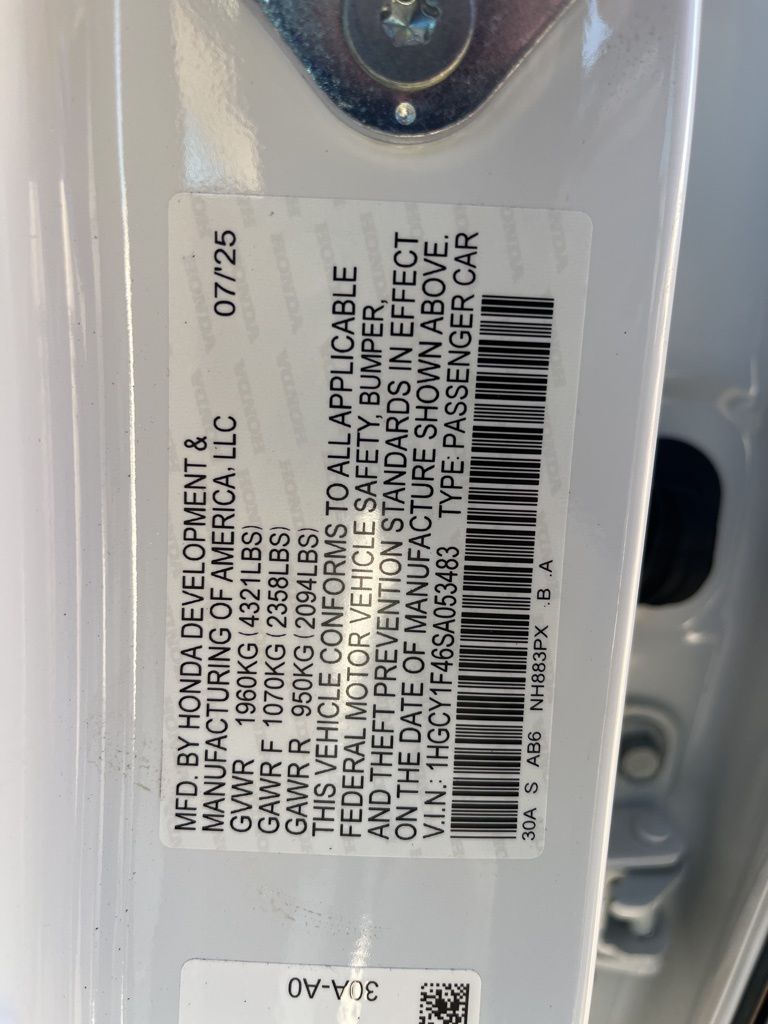 MFD. BY HONDA DEVELOPMENT &
MANUFACTURING OF AMERICA, LLC 07/'25
GVWR 1960KG (4321LBS)
GAWR F 1070KG (2358LBS)
GAWR R 950KG (2094LBS)
THIS VEHICLE CONFORMS TO ALL APPLICABLE
FEDERAL MOTOR VEHICLE SAFETY, BUMPER,
AND THEFT PREVENTION STANDARDS IN EFFECT
ON THE DATE OF MANUFACTURE SHOWN ABOVE.
V.I.N.: 1HGCY1F46SA053483 TYPE: PASSENGER CAR
30A S AB6 NH883PX B .A
30A-A0